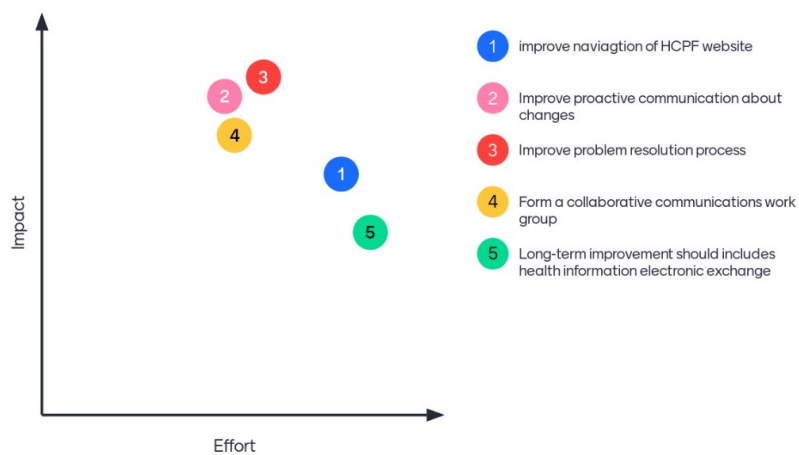 1 improve naviagtion of HCPF website
2 Improve proactive communication about
changes
3 Improve problem resolution process
4 Form a collaborative communications work
group
5 Long-term improvement should includes
health information electronic exchange
3
2
4
1
5
Impact
Effort